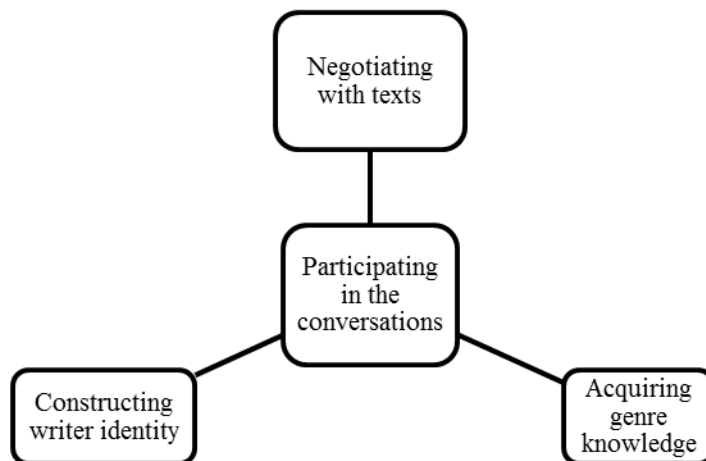 Negotiating
with texts
Participating
in the
conversations
Constructing
writer identity
Acquiring
genre
knowledge